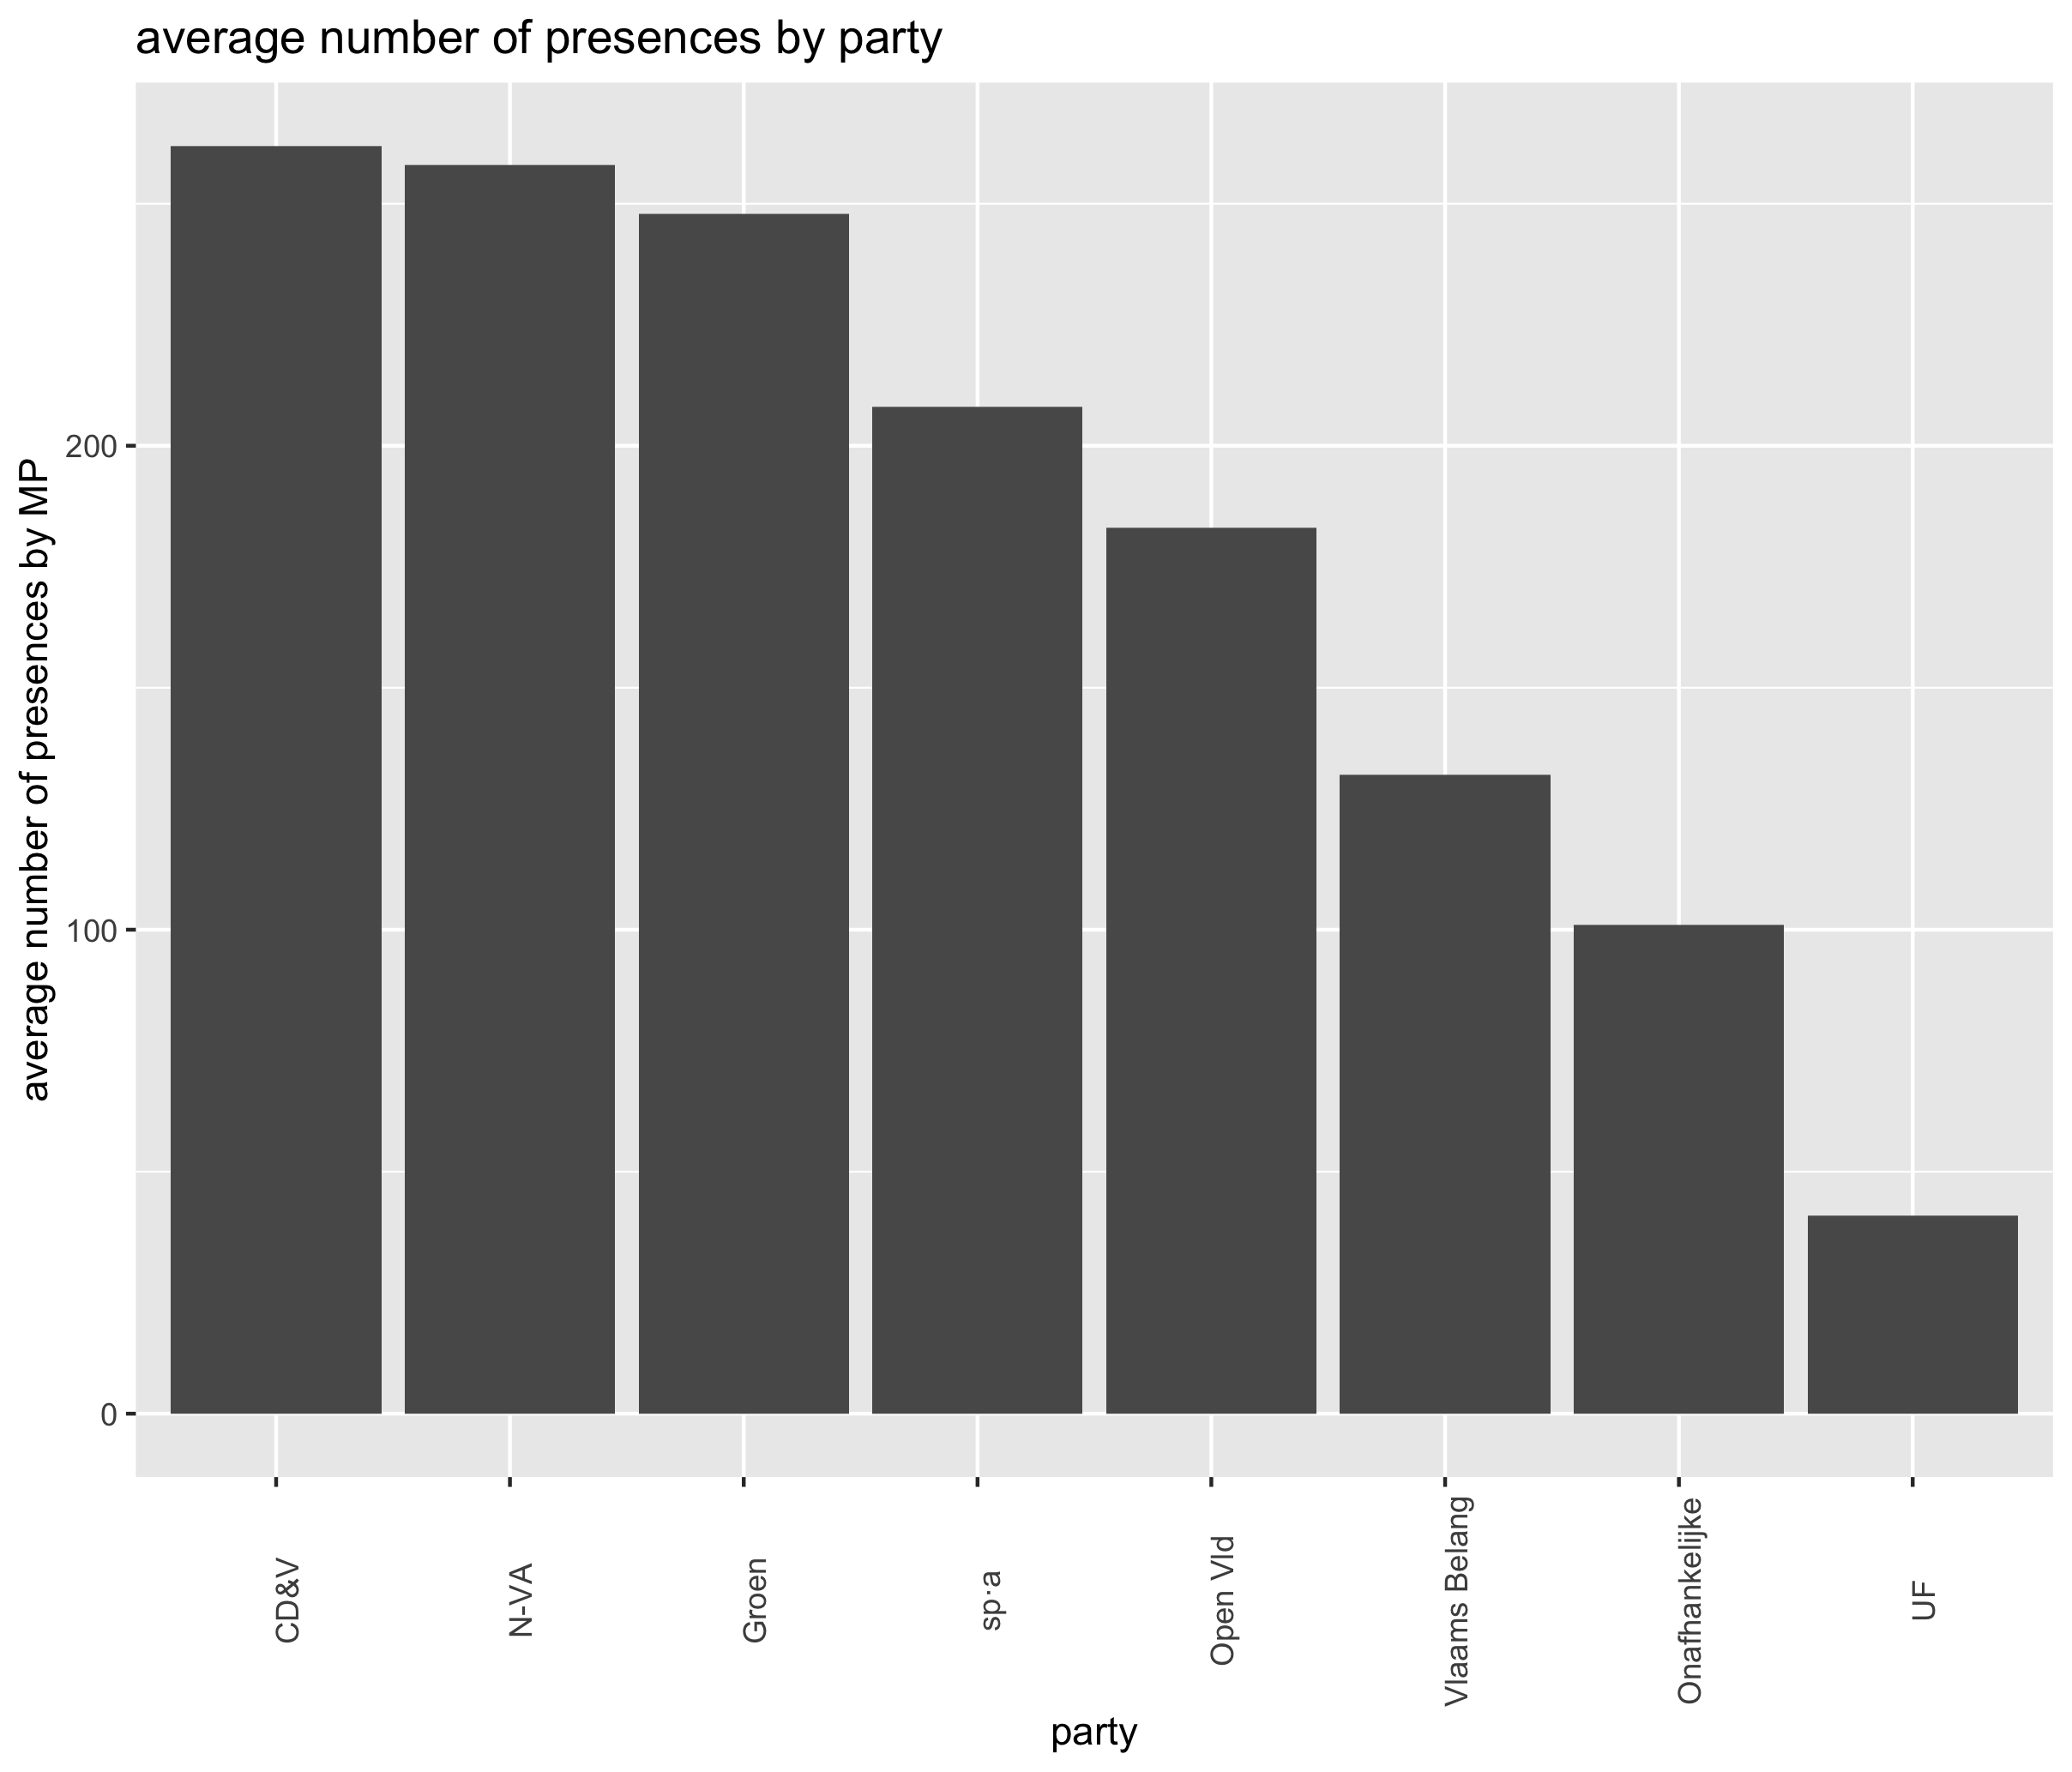 average number of presences by party
average number of presences by MP
200
100
0
CD&V
N-VA
Groen
sp·a
Open Vld
Vlaams Belang
Onafhankelijke
UF
party